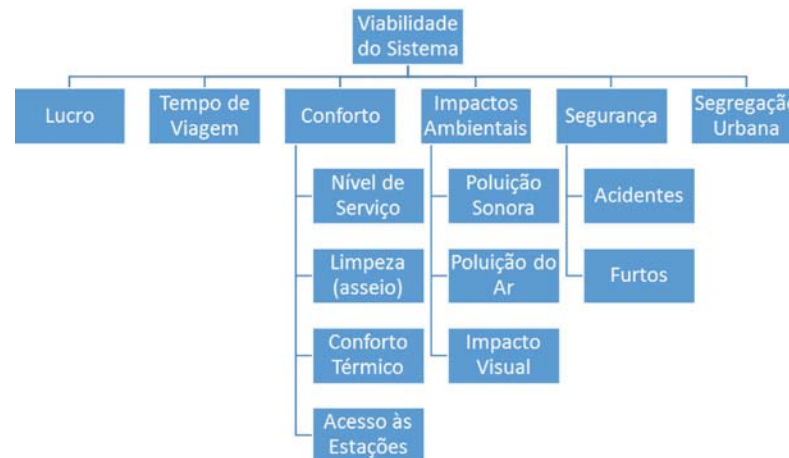 Viabilidade
do Sistema
Lucro
Tempo de
Viagem
Conforto
Impactos
Ambientais
Segurança
Segregação
Urbana
Nível de
Serviço
Limpeza
(asseio)
Conforto
Térmico
Acesso às
Estações
Poluição
Sonora
Poluição do
Ar
Impacto
Visual
Acidentes
Furtos